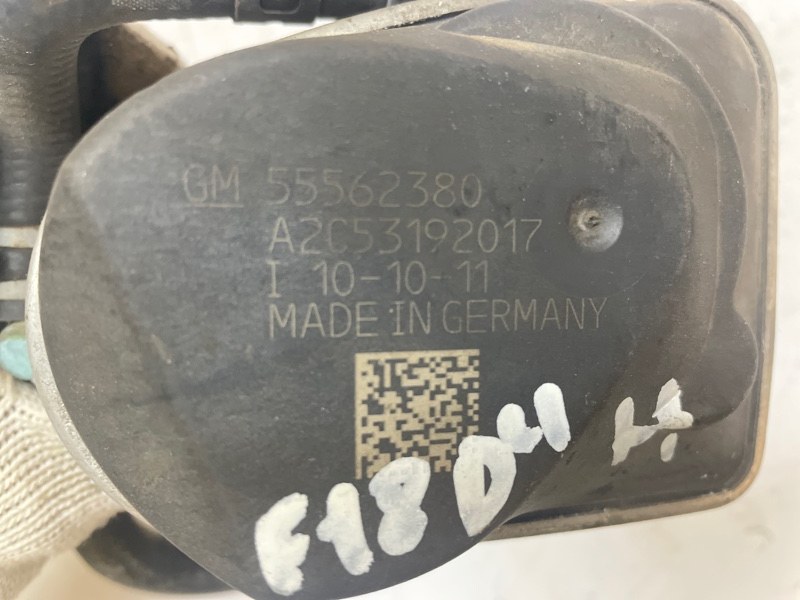 GM 55562380
A2C53192017
I 10-10-11
MADE IN GERMANY
F18D4